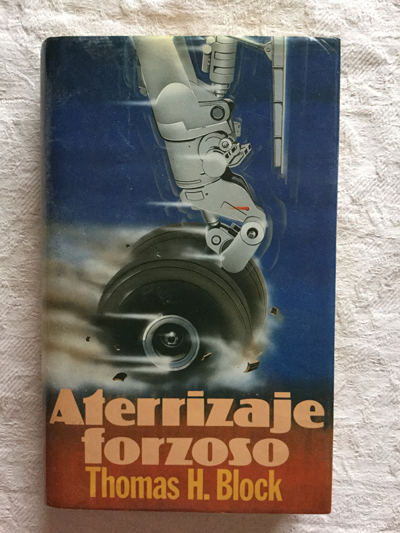 Aterrizaje
forzoso
Thomas H. Block